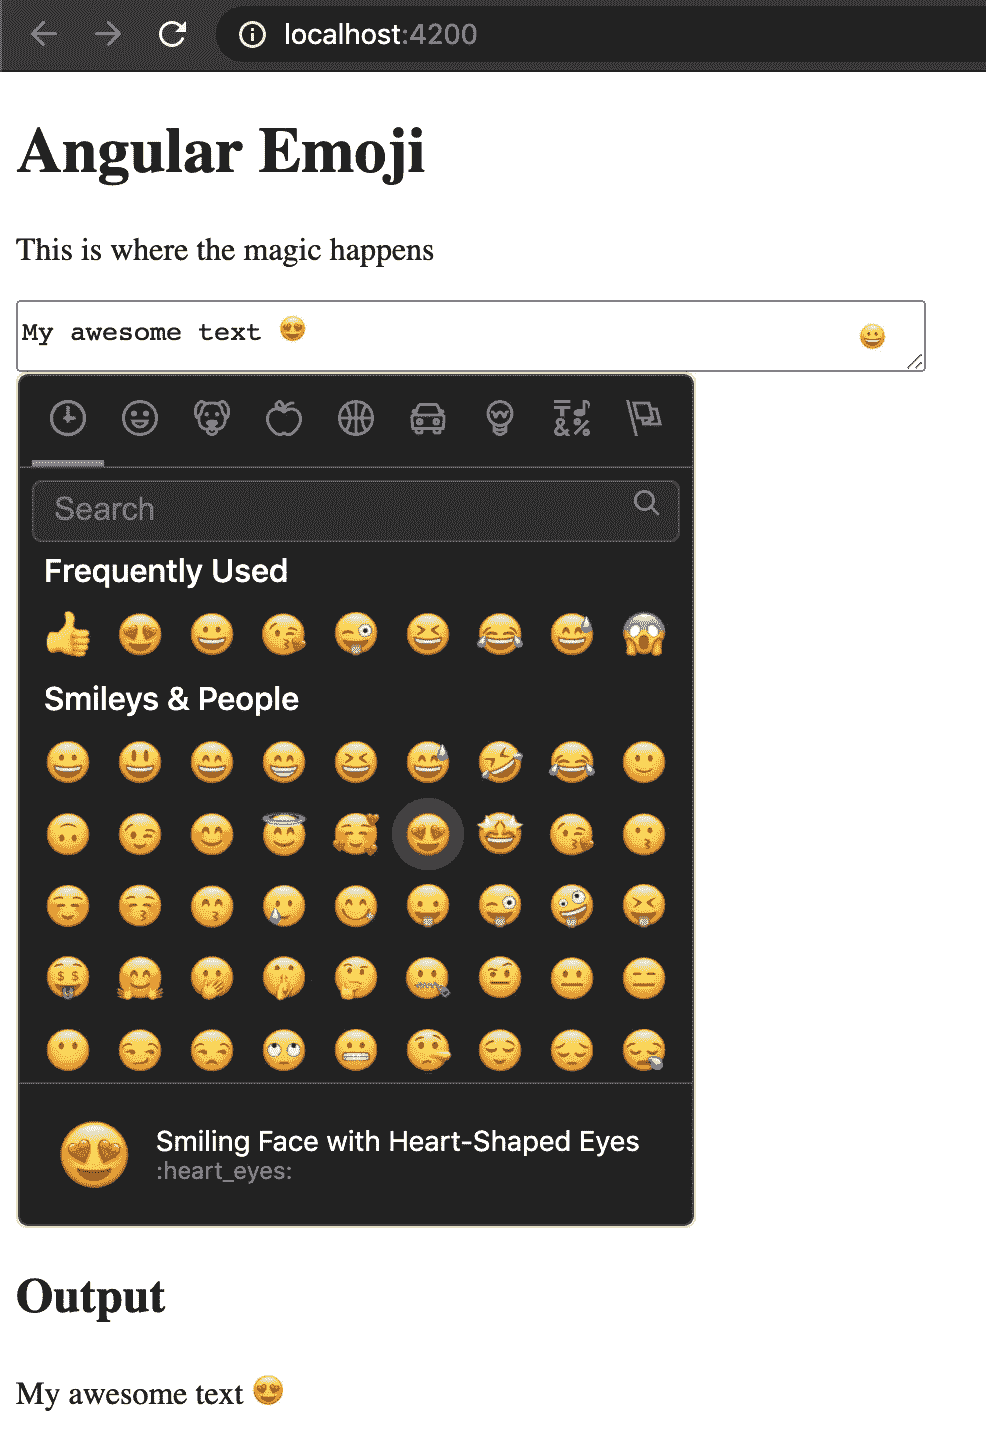 localhost:4200
Angular Emoji
This is where the magic happens
My awesome text 😍
Search
Frequently Used
Smileys & People
Smiling Face with Heart-Shaped Eyes
:heart_eyes:
Output
My awesome text 😍